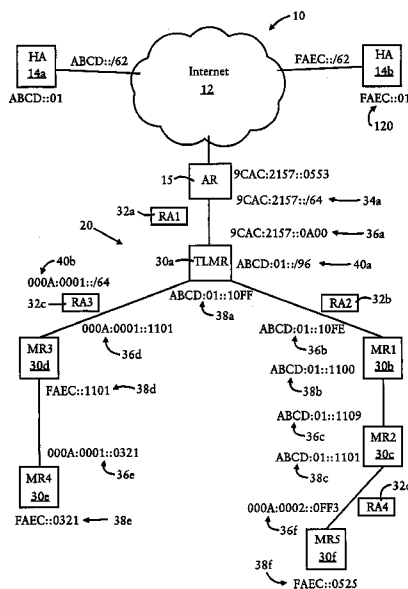 10
HA
14a
ABCD::/62
Internet
12
FAEC::/62
HA
14b
ABCD::01
FAEC::01
120
15
AR
9CAC:2157::0553
32a
RA1
9CAC:2157::/64
34a
20
9CAC:2157::0A00
36a
40b
30a
TLMR
ABCD:01::/96
40a
000A:0001::/64
32c
RA3
ABCD:01::10FF
38a
RA2
32b
000A:0001::1101
36d
ABCD:01::10FE
36b
MR3
30d
MR1
30b
ABCD:01::1100
38b
FAEC::1101
38d
ABCD:01::1109
36c
MR2
30c
000A:0001::0321
36e
ABCD:01::1101
38c
MR4
30e
32d
RA4
000A:0002::0FF3
36f
FAEC::0321
38e
MR5
30f
38f
FAEC::0525